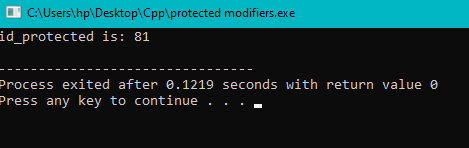 C:\Users\hp\Desktop\Cpp\protected modifiers.exe
id_protected is: 81
--------------------------------
Process exited after 0.1219 seconds with return value 0
Press any key to continue . . .